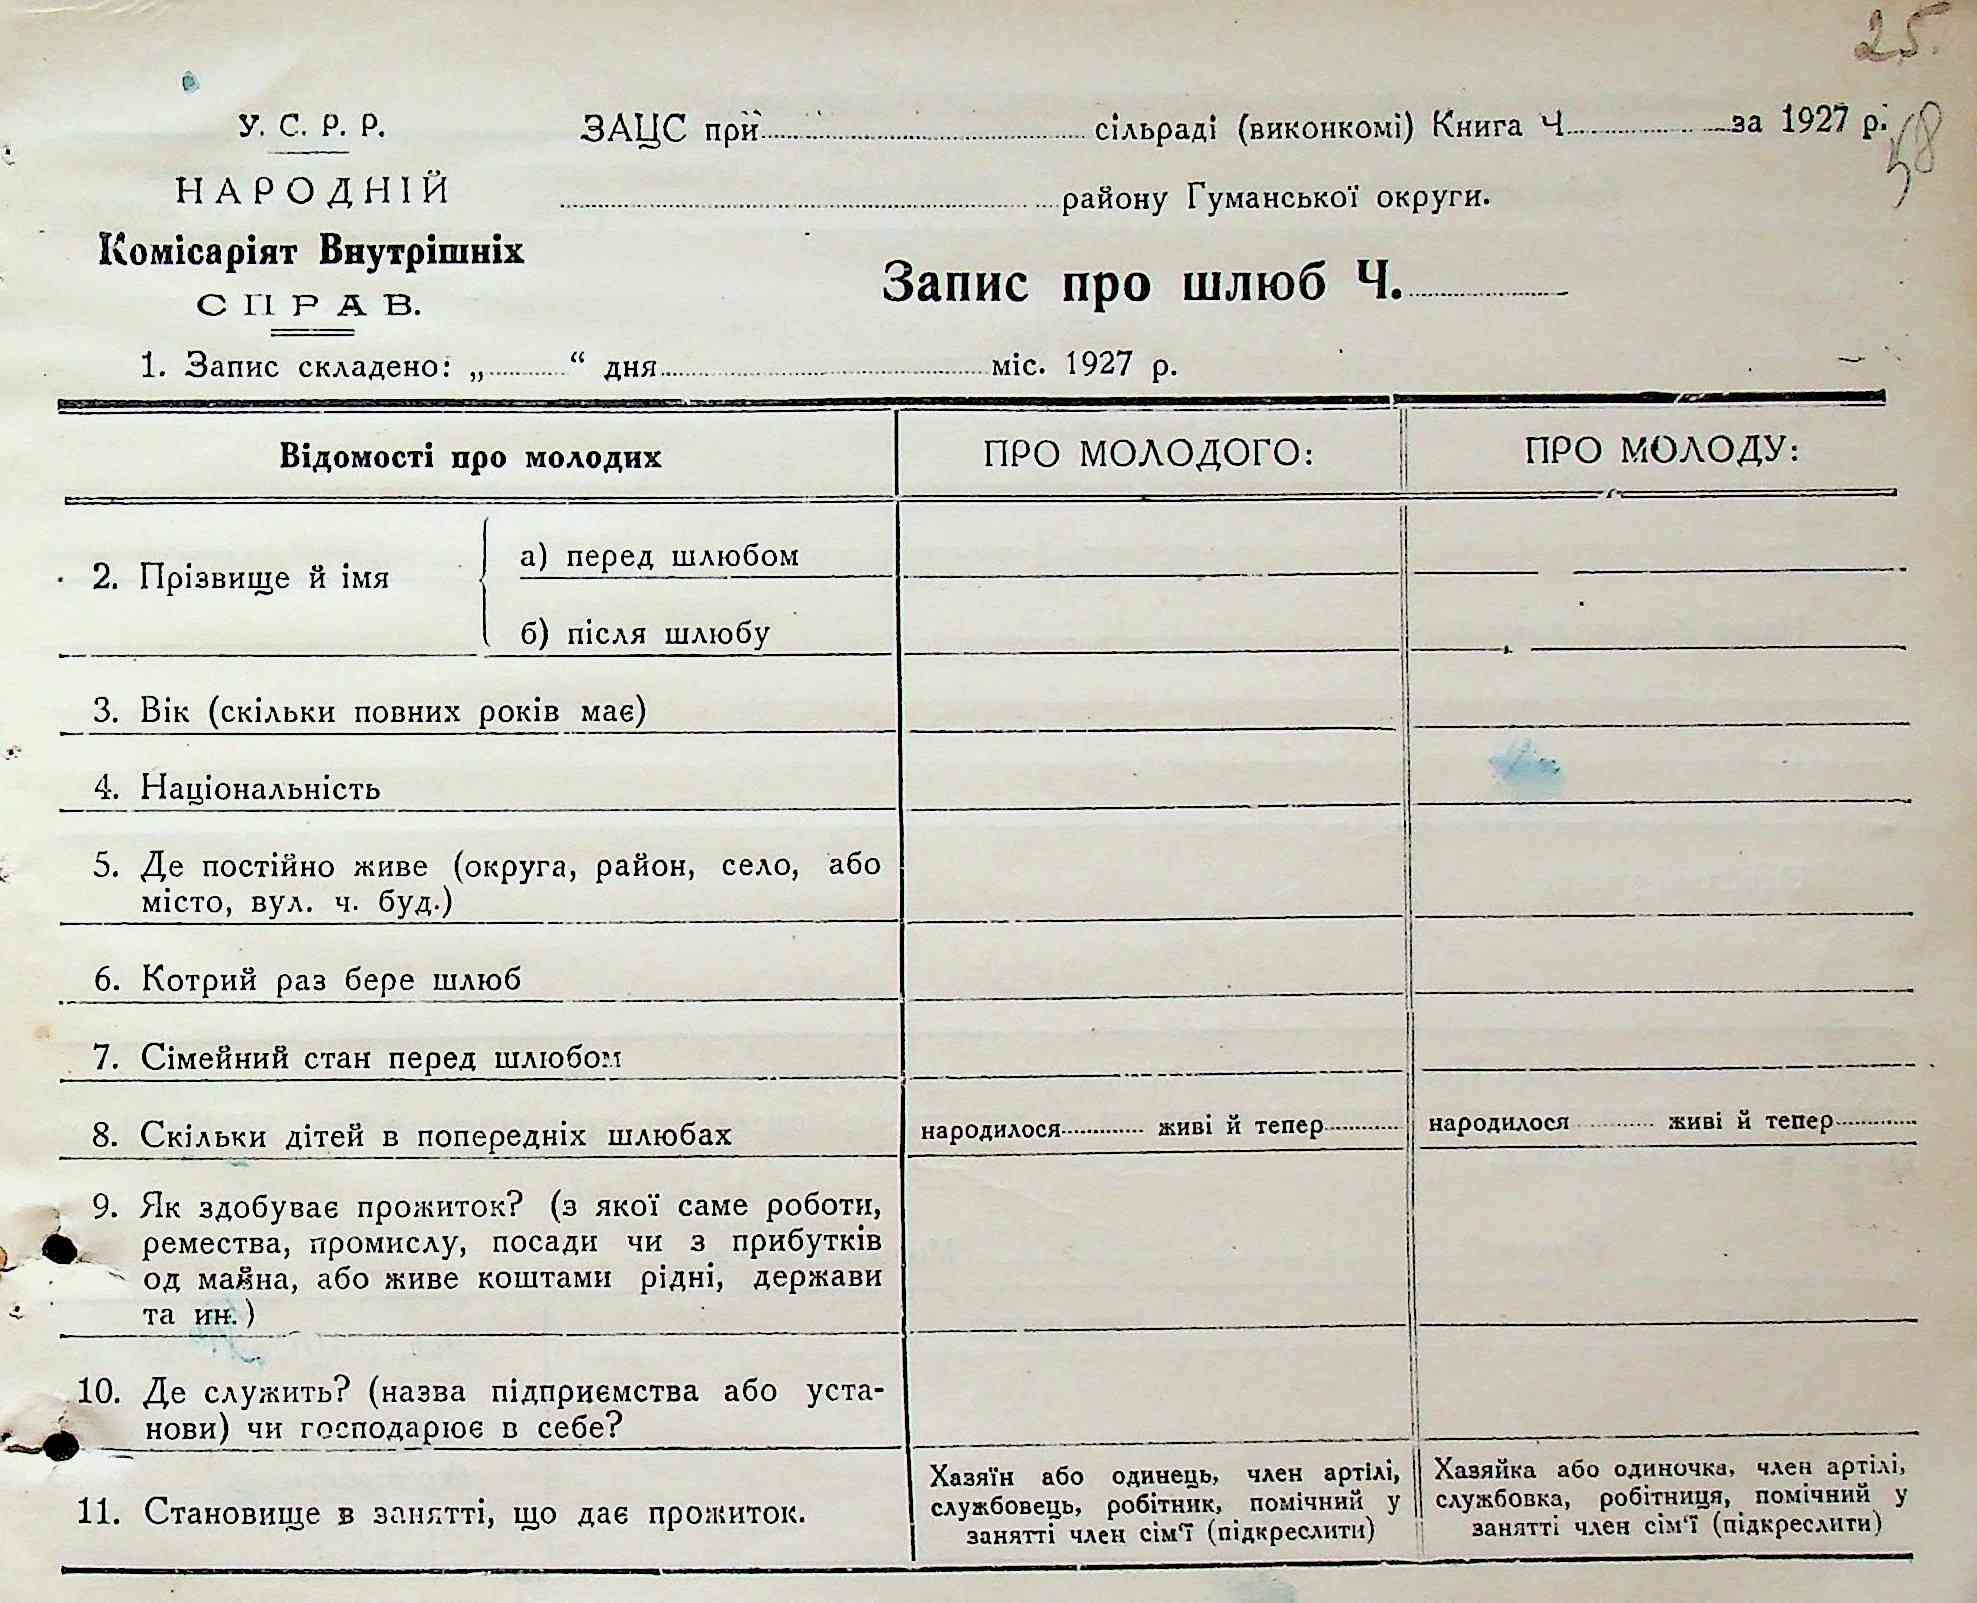 25.
58
У. С. Р. Р.
НАРОДНІЙ
Комісаріят Внутрішніх
СПРАВ.
ЗАЦС при сільраді (виконкомі) Книга Ч за 1927 р.
району Гуманської округи.
Запис про шлюб Ч.
1. Запис складено: „ “ дня міс. 1927 р.
Відомості про молодих ПРО МОЛОДОГО: ПРО МОЛОДУ:
2. Прізвище й імя
а) перед шлюбом
б) після шлюбу
3. Вік (скільки повних років має)
4. Національність
5. Де постійно живе (округа, район, село, або
місто, вул. ч. буд.)
6. Котрий раз бере шлюб
7. Сімейний стан перед шлюбом
8. Скільки дітей в попередніх шлюбах народилося живі й тепер народилося живі й тепер
9. Як здобуває прожиток? (з якої саме роботи,
ремества, промислу, посади чи з прибутків
од майна, або живе коштами рідні, держави
та ин.)
10. Де служить? (назва підприємства або уста-
нови) чи господарює в себе?
11. Становище в занятті, що дає прожиток.
Хазяїн або одинець, член артілі,
службовець, робітник, помічний у
занятті член сім'ї (підкреслити)
Хазяйка або одиночка, член артілі,
службовка, робітниця, помічний у
занятті член сім'ї (підкреслити)